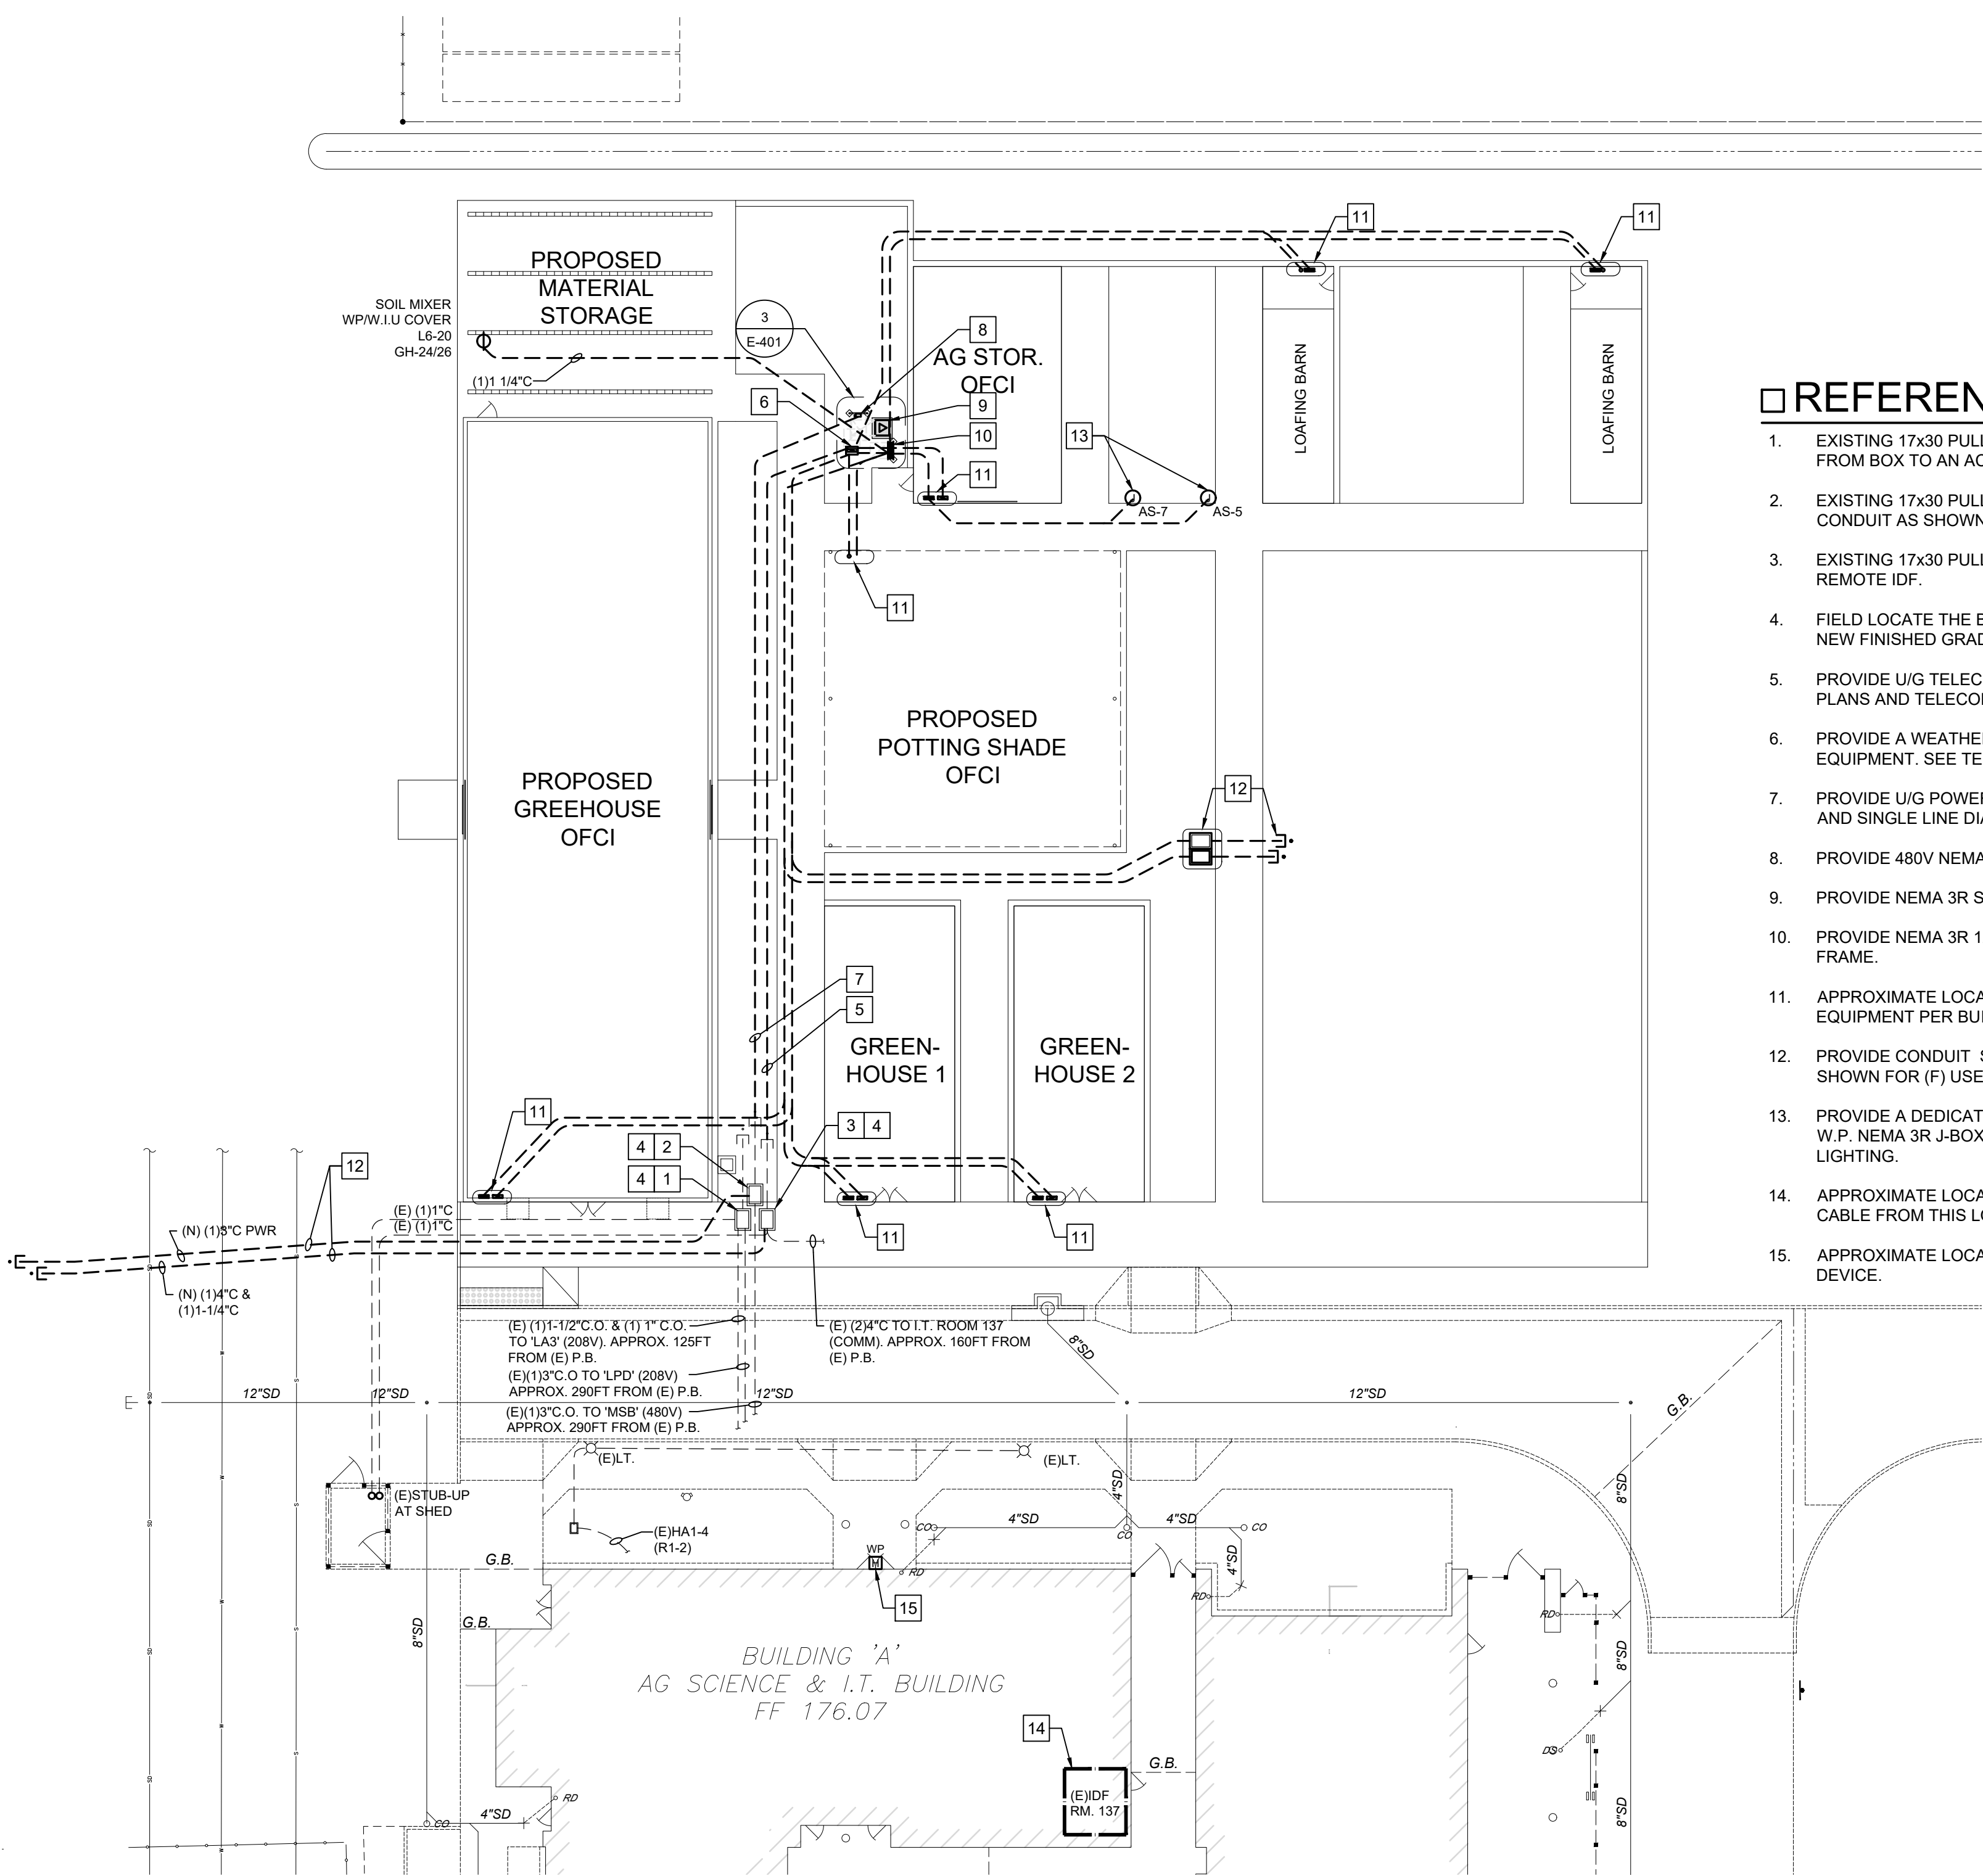 11
11
PROPOSED
MATERIAL
STORAGE
SOIL MIXER
WP/W.I.U COVER
L6-20
GH-24/26
(1)1 1/4"C
3
E-401
8
AG STOR.
OFCI
6
9
10
13
11
AS-7
AS-5
LOAFING BARN
LOAFING BARN
11
PROPOSED
POTTING SHADE
OFCI
PROPOSED
GREEHOUSE
OFCI
12
7
5
GREEN-
HOUSE 1
GREEN-
HOUSE 2
11
3 4
4 2
4 1
12
11
11
(E) (1)1"C
(E) (1)1"C
(N) (1)3"C PWR
(N) (1)4"C &
(1)1-1/4"C
(E) (1)1-1/2"C.O. & (1) 1" C.O.
TO 'LA3' (208V). APPROX. 125FT
FROM (E) P.B.
(E)(1)3"C.O TO 'LPD' (208V)
APPROX. 290FT FROM (E) P.B.
(E)(1)3"C.O. TO 'MSB' (480V)
APPROX. 290FT FROM (E) P.B.
(E) (2)4"C TO I.T. ROOM 137
(COMM). APPROX. 160FT FROM
(E) P.B.
8"SD
12"SD
12"SD
12"SD
12"SD
G.B.
(E)LT.
(E)LT.
(E)STUB-UP
AT SHED
(E)HA1-4
(R1-2)
4"SD
8"SD
CO
4"SD
CO
4"SD
CO
4"SD
WP
M
RD
RD
RD
15
G.B.
G.B.
8"SD
8"SD
BUILDING 'A'
AG SCIENCE & I.T. BUILDING
FF 176.07
14
(E)IDF
RM. 137
G.B.
DS
RD
4"SD
CO
8"SD
REFEREN
1. EXISTING 17x30 PULL
FROM BOX TO AN AC
2. EXISTING 17x30 PULL
CONDUIT AS SHOWN
3. EXISTING 17x30 PULL
REMOTE IDF.
4. FIELD LOCATE THE E
NEW FINISHED GRAD
5. PROVIDE U/G TELEC
PLANS AND TELECO
6. PROVIDE A WEATHE
EQUIPMENT. SEE TE
7. PROVIDE U/G POWER
AND SINGLE LINE DIA
8. PROVIDE 480V NEMA
9. PROVIDE NEMA 3R S
10. PROVIDE NEMA 3R 1
FRAME.
11. APPROXIMATE LOCA
EQUIPMENT PER BUI
12. PROVIDE CONDUIT S
SHOWN FOR (F) USE
13. PROVIDE A DEDICAT
W.P. NEMA 3R J-BOX
LIGHTING.
14. APPROXIMATE LOCA
CABLE FROM THIS LO
15. APPROXIMATE LOCA
DEVICE.